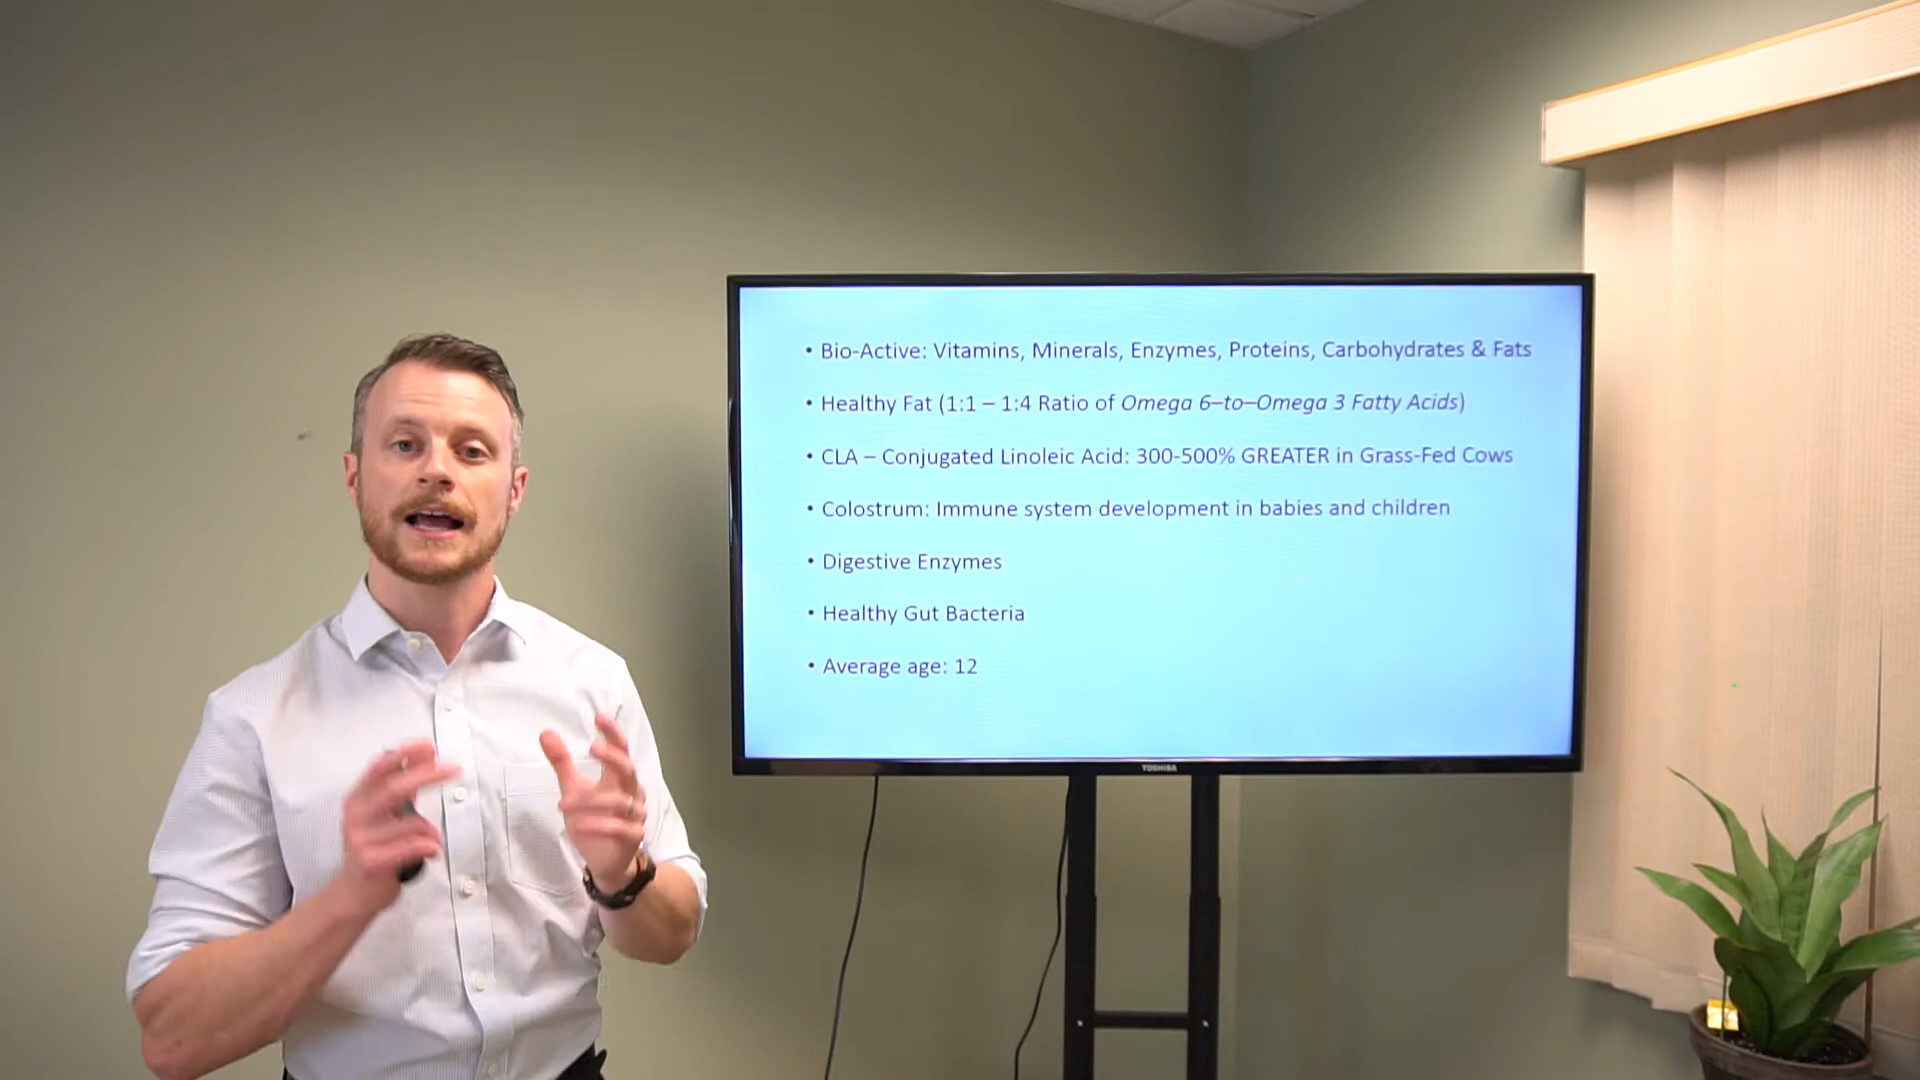 • Bio-Active: Vitamins, Minerals, Enzymes, Proteins, Carbohydrates & Fats
• Healthy Fat (1:1 – 1:4 Ratio of Omega 6–to–Omega 3 Fatty Acids)
• CLA – Conjugated Linoleic Acid: 300-500% GREATER in Grass-Fed Cows
• Colostrum: Immune system development in babies and children
• Digestive Enzymes
• Healthy Gut Bacteria
• Average age: 12
TOSHIBA